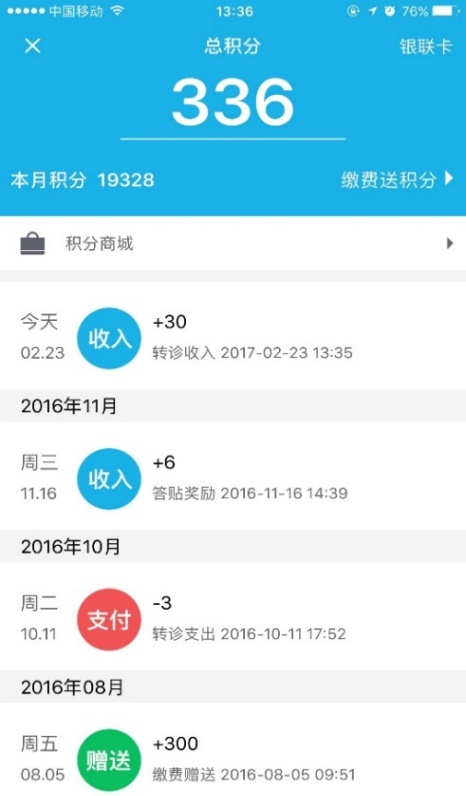 中国移动 13:36 76%
总积分 银联卡
336
本月积分 19328 缴费送积分
积分商城
今天 收入 +30
02.23 转诊收入 2017-02-23 13:35
2016年11月
周三 收入 +6
11.16 答贴奖励 2016-11-16 14:39
2016年10月
周二 支付 -3
10.11 转诊支出 2016-10-11 17:52
2016年08月
周五 赠送 +300
08.05 缴费赠送 2016-08-05 09:51